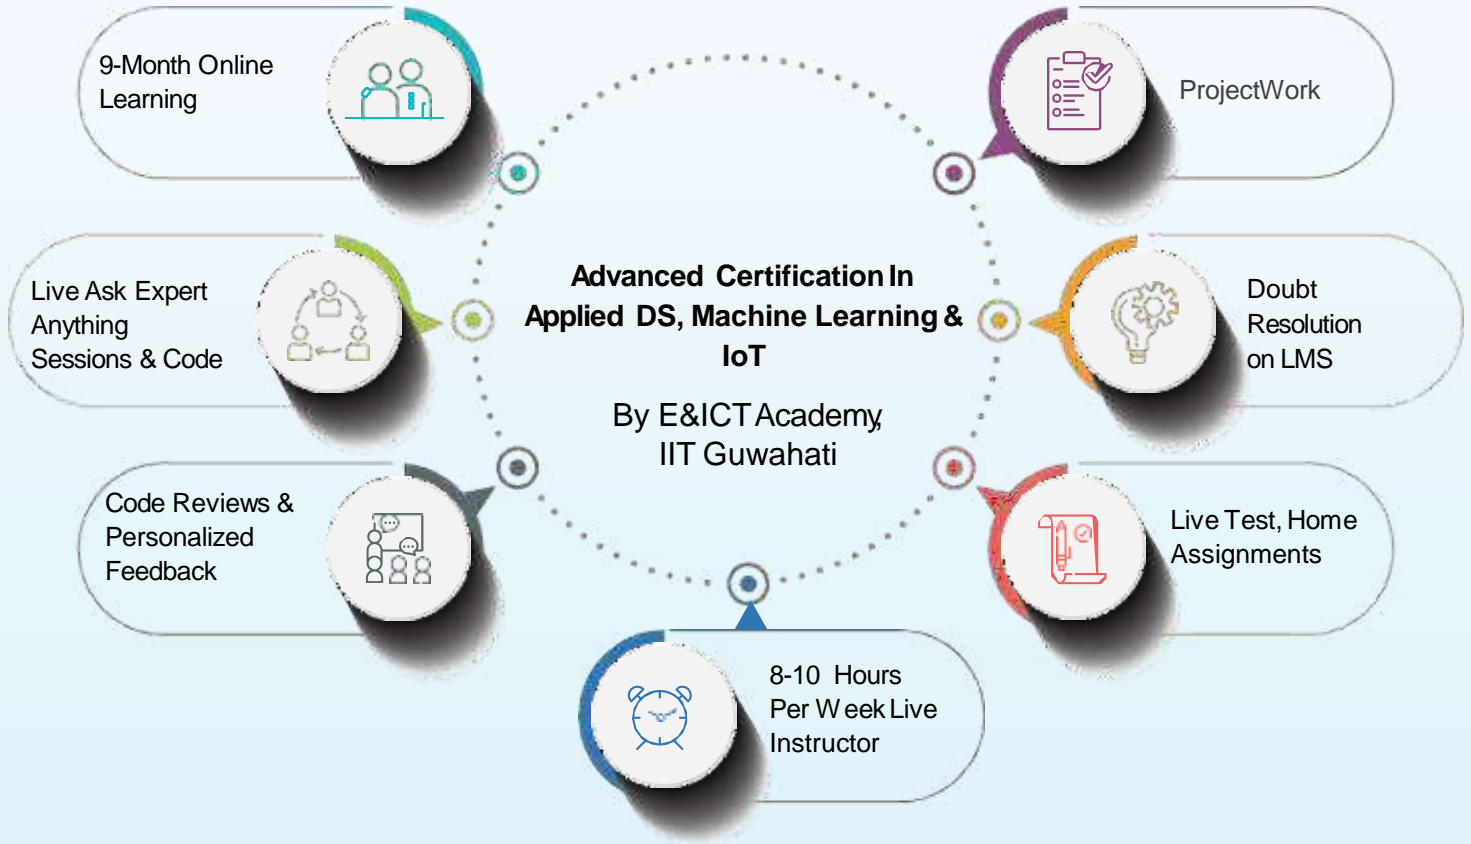 9-Month Online
Learning
ProjectWork
Live Ask Expert
Anything
Sessions & Code
Advanced Certification In
Applied DS, Machine Learning &
IoT
By E&ICT Academy,
IIT Guwahati
Doubt
Resolution
on LMS
Code Reviews &
Personalized
Feedback
Live Test, Home
Assignments
8-10 Hours
Per Week Live
Instructor